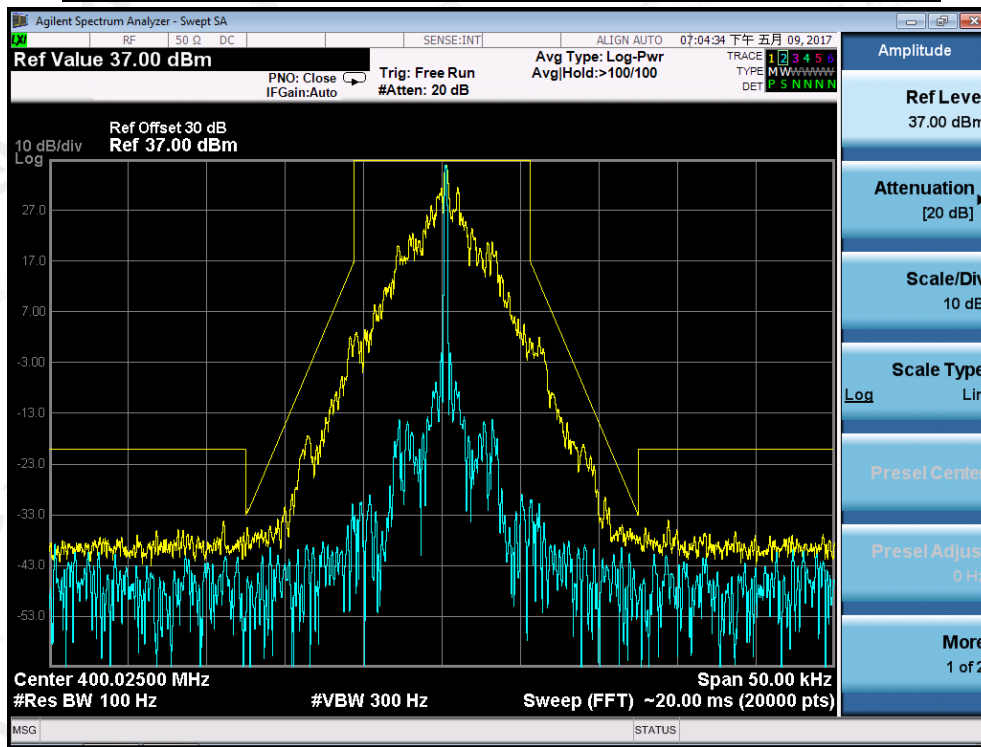 Agilent Spectrum Analyzer - Swept SA
LXI RF 50 Ω DC SENSE:INT ALIGN AUTO 07:04:34 下午 五月 09, 2017
Ref Value 37.00 dBm
PNO: Close
IFGain:Auto
Trig: Free Run
#Atten: 20 dB
Avg Type: Log-Pwr
Avg|Hold:>100/100
TRACE 1 2 3 4 5 6
TYPE M WWWWW
DET P S N N N N
Ref Offset 30 dB
10 dB/div Ref 37.00 dBm
Log
27.0
17.0
7.00
-3.00
-13.0
-23.0
-33.0
-43.0
-53.0
Center 400.02500 MHz Span 50.00 kHz
#Res BW 100 Hz #VBW 300 Hz Sweep (FFT) ~20.00 ms (20000 pts)
MSG STATUS
Amplitude
Ref Leve
37.00 dBm
Attenuation
[20 dB]
Scale/Div
10 dB
Scale Type
Log Lin
Presel Center
Presel Adjus
0 Hz
More
1 of 2